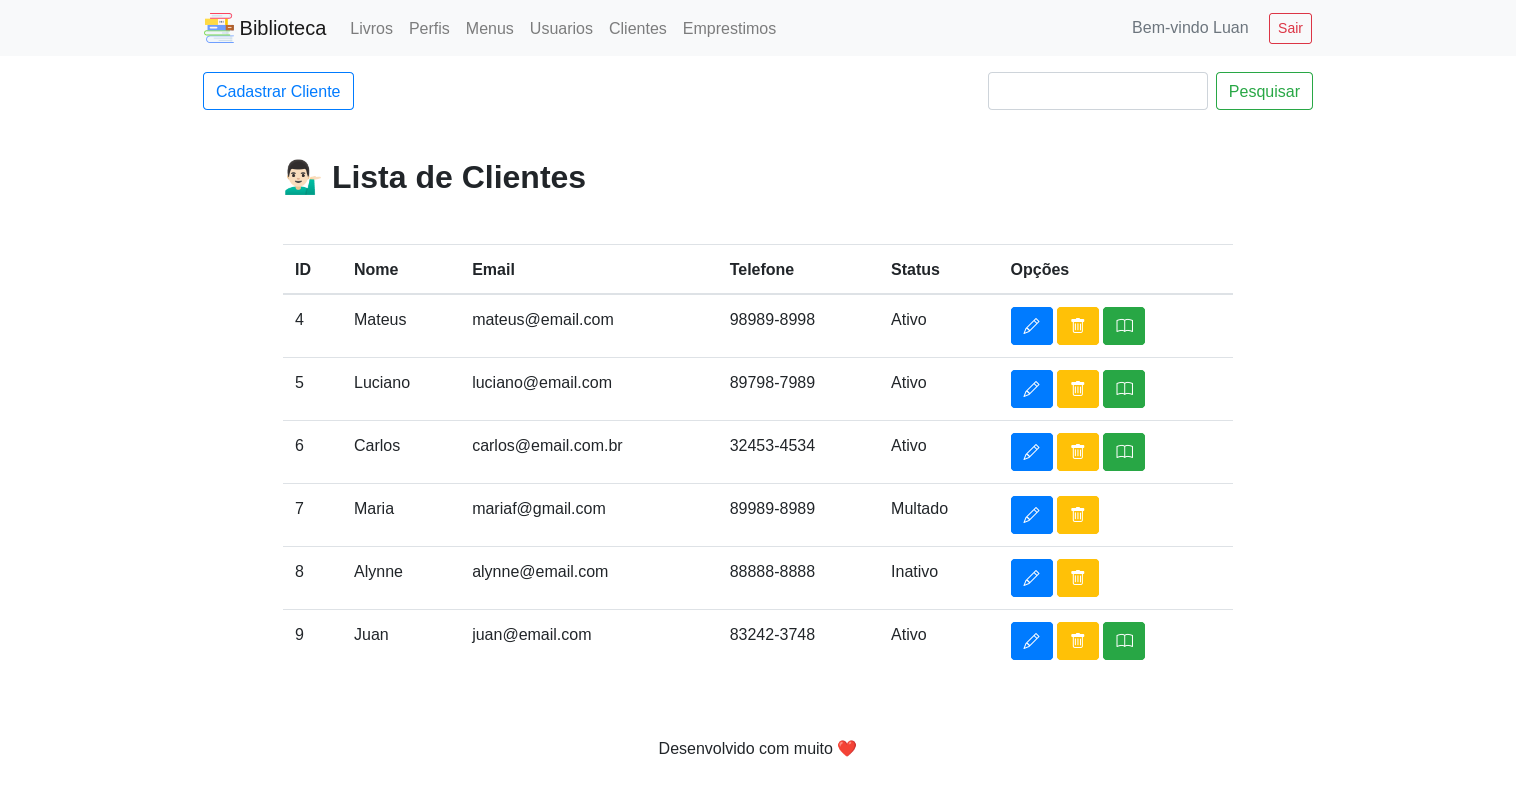 Biblioteca Livros Perfis Menus Usuarios Clientes Emprestimos Bem-vindo Luan Sair
Cadastrar Cliente Pesquisar
Lista de Clientes
ID Nome Email Telefone Status Opções
4 Mateus mateus@email.com 98989-8998 Ativo
5 Luciano luciano@email.com 89798-7989 Ativo
6 Carlos carlos@email.com.br 32453-4534 Ativo
7 Maria mariaf@gmail.com 89989-8989 Multado
8 Alynne alynne@email.com 88888-8888 Inativo
9 Juan juan@email.com 83242-3748 Ativo
Desenvolvido com muito ❤️